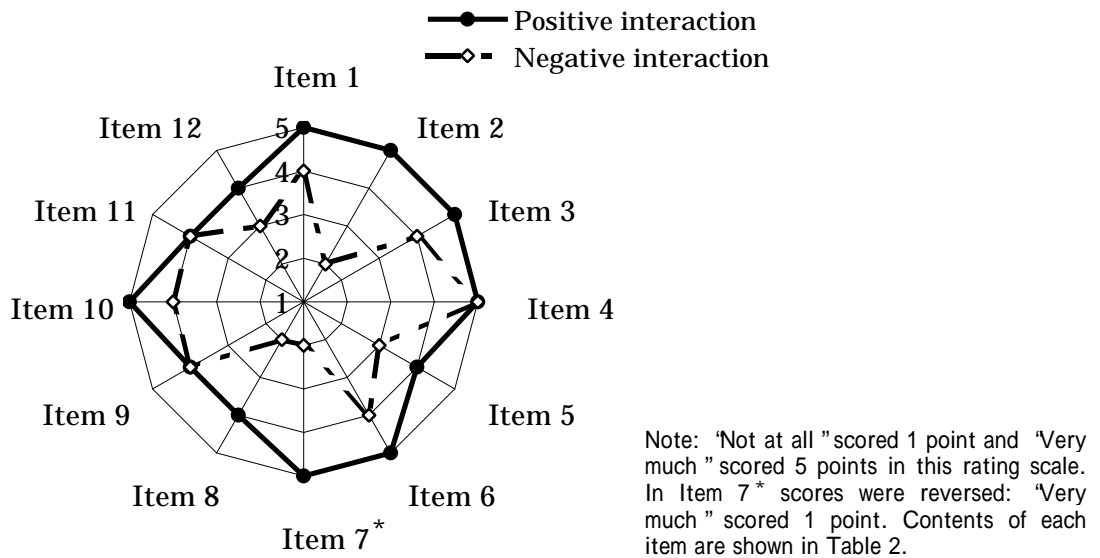 Positive interaction
Negative interaction
Item 1
Item 12
Item 2
5
4
Item 11
Item 3
3
2
Item 10
1
Item 4
Item 9
Item 5
Item 8
Item 6
Item 7*
Note: “Not at all ” scored 1 point and “Very
much ” scored 5 points in this rating scale.
In Item 7* scores were reversed: “Very
much ” scored 1 point. Contents of each
item are shown in Table 2.